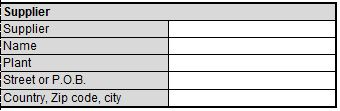 Supplier
Supplier
Name
Plant
Street or P.O.B.
Country, Zip code, city